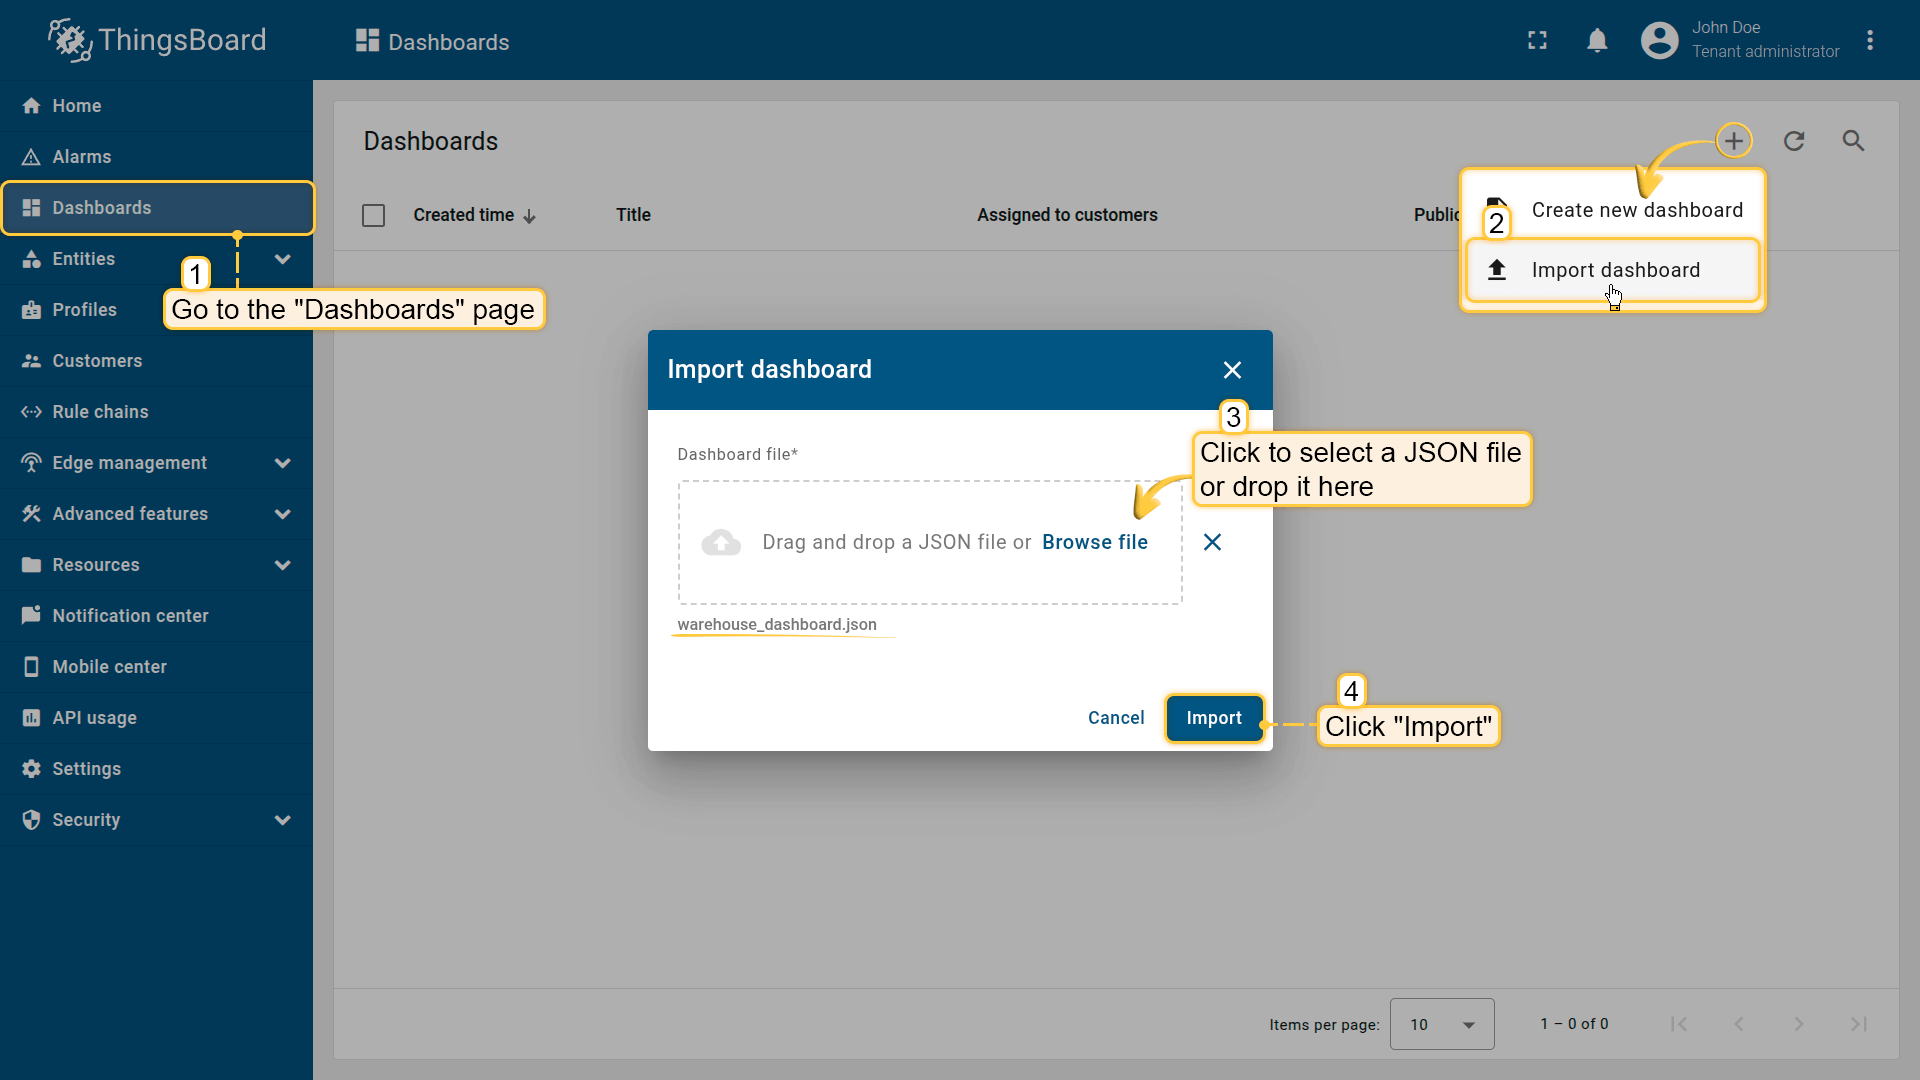 ThingsBoard
Dashboards
John Doe
Tenant administrator
Home
Alarms
Dashboards
Entities
Profiles
Customers
Rule chains
Edge management
Advanced features
Resources
Notification center
Mobile center
API usage
Settings
Security
1
Go to the "Dashboards" page
Dashboards
Created time
Title
Assigned to customers
Public
2
Create new dashboard
Import dashboard
Import dashboard
3
Click to select a JSON file
or drop it here
Dashboard file*
Drag and drop a JSON file or Browse file
warehouse_dashboard.json
Cancel
Import
4
Click "Import"
Items per page:
10
1 – 0 of 0